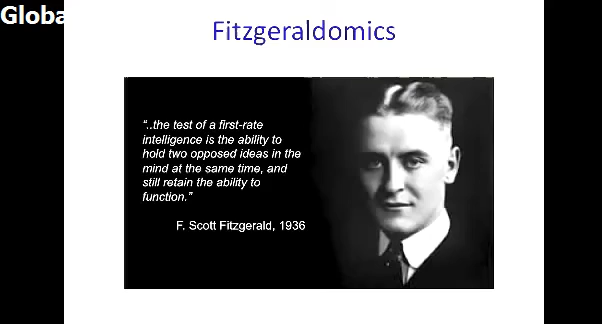 Globa
Fitzgeraldomics
“..the test of a first-rate
intelligence is the ability to
hold two opposed ideas in the
mind at the same time, and
still retain the ability to
function.”
F. Scott Fitzgerald, 1936